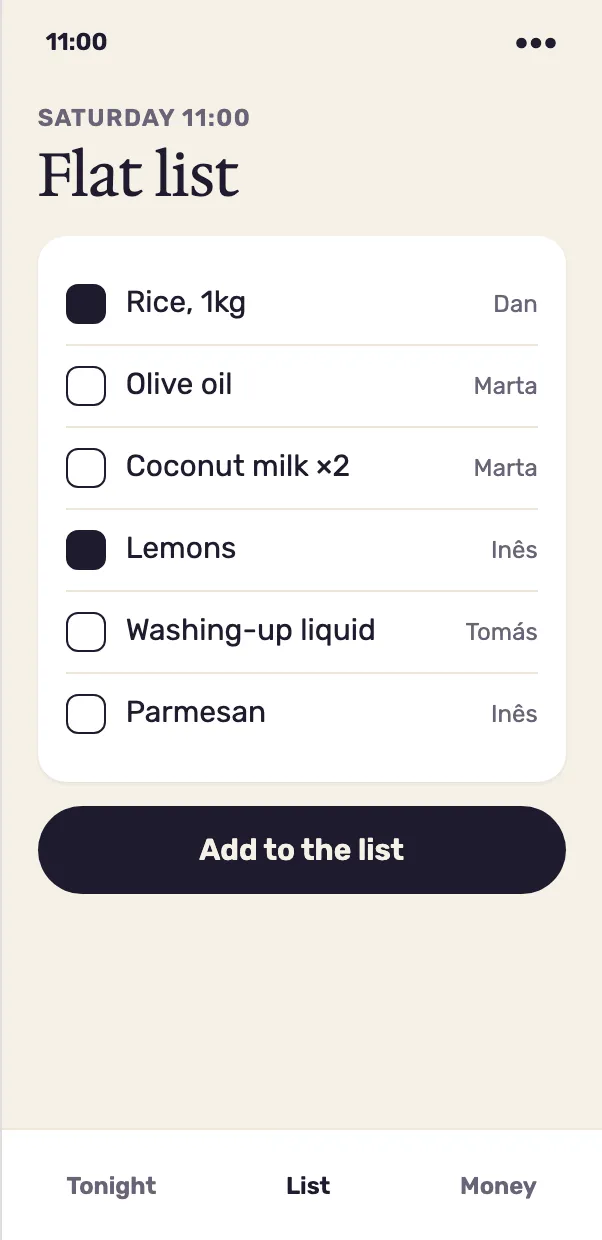 11:00
SATURDAY 11:00
Flat list
Rice, 1kg Dan
Olive oil Marta
Coconut milk ×2 Marta
Lemons Inês
Washing-up liquid Tomás
Parmesan Inês
Add to the list
Tonight List Money